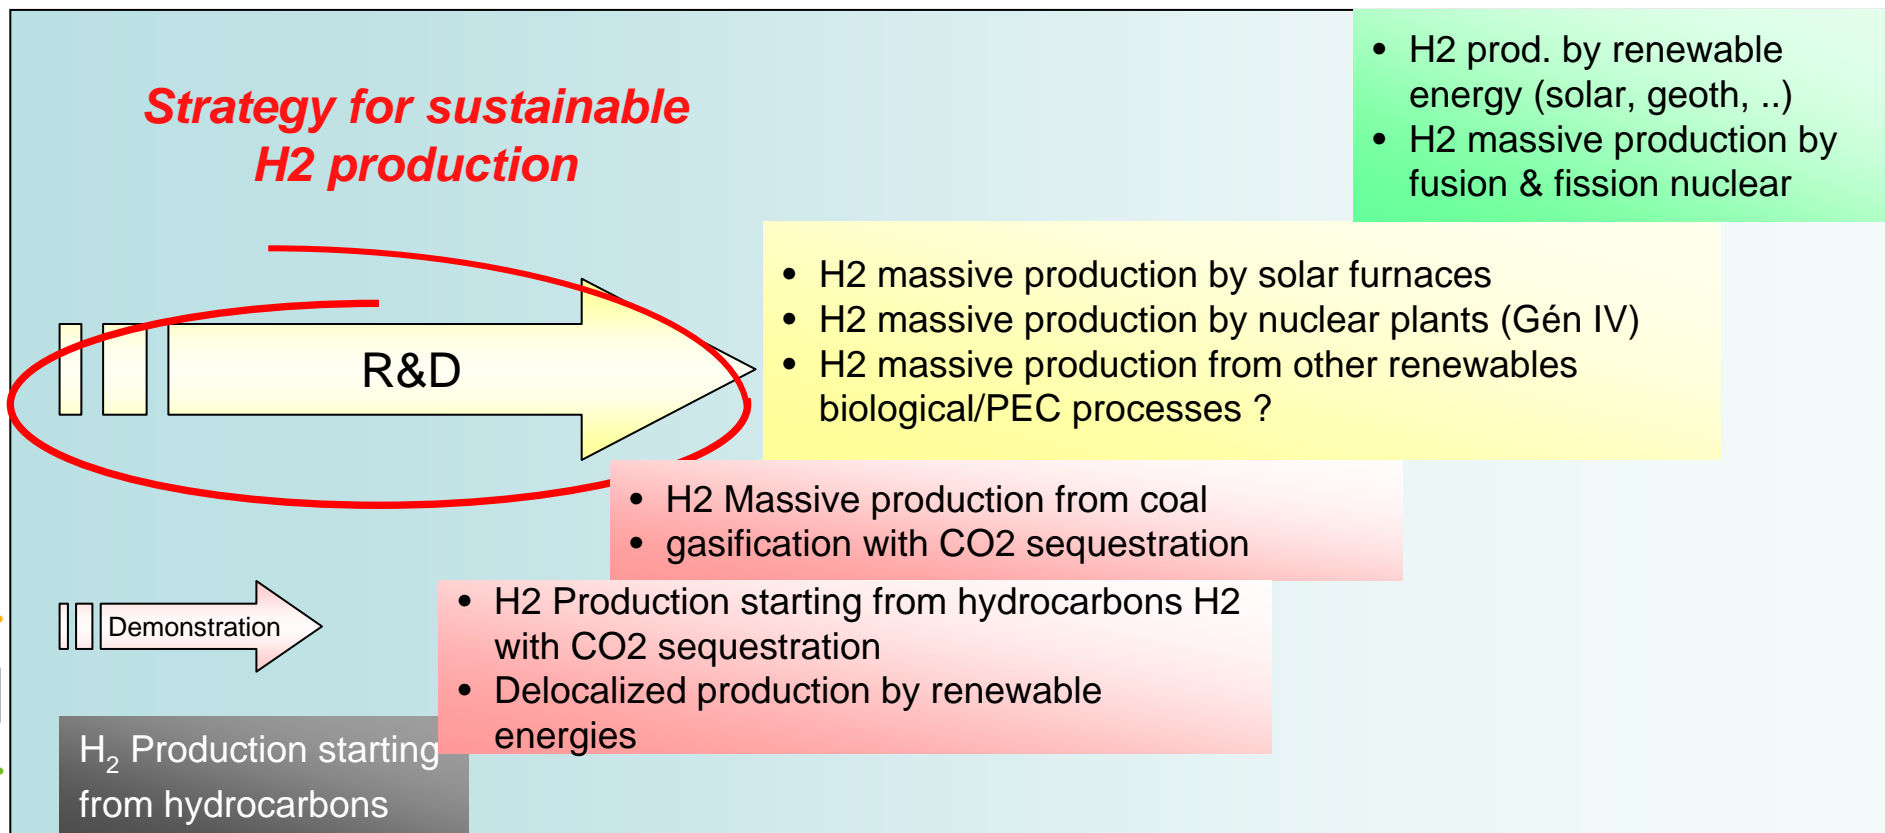 Strategy for sustainable
H2 production
• H2 prod. by renewable
energy (solar, geoth, ..)
• H2 massive production by
fusion & fission nuclear
R&D
• H2 massive production by solar furnaces
• H2 massive production by nuclear plants (Gén IV)
• H2 massive production from other renewables
biological/PEC processes ?
• H2 Massive production from coal
• gasification with CO2 sequestration
Demonstration
• H2 Production starting from hydrocarbons H2
with CO2 sequestration
• Delocalized production by renewable
energies
H₂ Production starting
from hydrocarbons